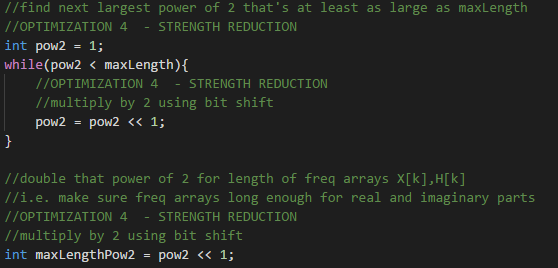 //find next largest power of 2 that's at least as large as maxLength
//OPTIMIZATION 4  - STRENGTH REDUCTION
int pow2 = 1;
while(pow2 < maxLength){
    //OPTIMIZATION 4  - STRENGTH REDUCTION
    //multiply by 2 using bit shift
    pow2 = pow2 << 1;
}

//double that power of 2 for length of freq arrays X[k],H[k]
//i.e. make sure freq arrays long enough for real and imaginary parts
//OPTIMIZATION 4  - STRENGTH REDUCTION
//multiply by 2 using bit shift
int maxLengthPow2 = pow2 << 1;